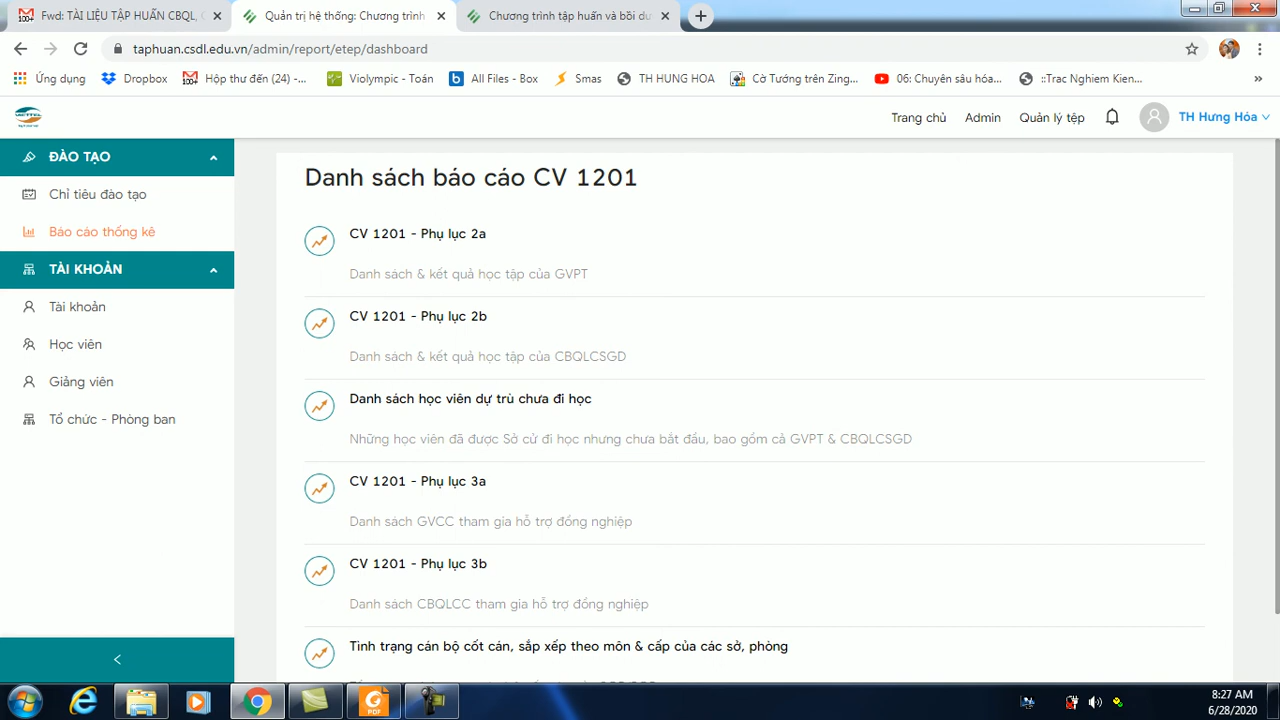 Fwd: TÀI LIỆU TẬP HUẤN CBQL, C
Quản trị hệ thống: Chương trình
Chương trình tập huấn và bồi dư
taphuan.csdl.edu.vn/admin/report/etep/dashboard
Ứng dụng
Dropbox
Hộp thư đến (24) -...
Violympic - Toán
All Files - Box
Smas
TH HUNG HOA
Cờ Tướng trên Zing...
06: Chuyên sâu hóa...
::Trac Nghiem Kien...
»
Trang chủ
Admin
Quản lý tệp
TH Hưng Hóa
ĐÀO TẠO
Chỉ tiêu đào tạo
Báo cáo thống kê
TÀI KHOẢN
Tài khoản
Học viên
Giảng viên
Tổ chức - Phòng ban
Danh sách báo cáo CV 1201
CV 1201 - Phụ lục 2a
Danh sách & kết quả học tập của GVPT
CV 1201 - Phụ lục 2b
Danh sách & kết quả học tập của CBQLCSGD
Danh sách học viên dự trù chưa đi học
Những học viên đã được Sở cử đi học nhưng chưa bắt đầu, bao gồm cả GVPT & CBQLCSGD
CV 1201 - Phụ lục 3a
Danh sách GVCC tham gia hỗ trợ đồng nghiệp
CV 1201 - Phụ lục 3b
Danh sách CBQLCC tham gia hỗ trợ đồng nghiệp
Tình trạng cán bộ cốt cán, sắp xếp theo môn & cấp của các sở, phòng
8:27 AM
6/28/2020